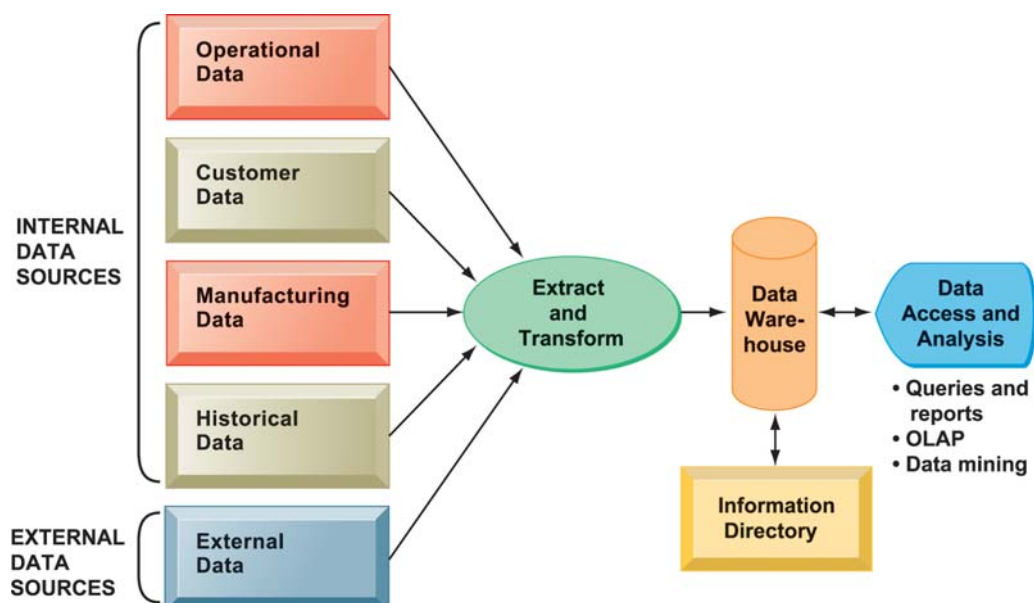 Operational
Data
Customer
Data
INTERNAL
DATA
SOURCES
Manufacturing
Data
Historical
Data
EXTERNAL
DATA
SOURCES
External
Data
Extract
and
Transform
Data
Ware-
house
Information
Directory
Data
Access and
Analysis
• Queries and
reports
• OLAP
• Data mining